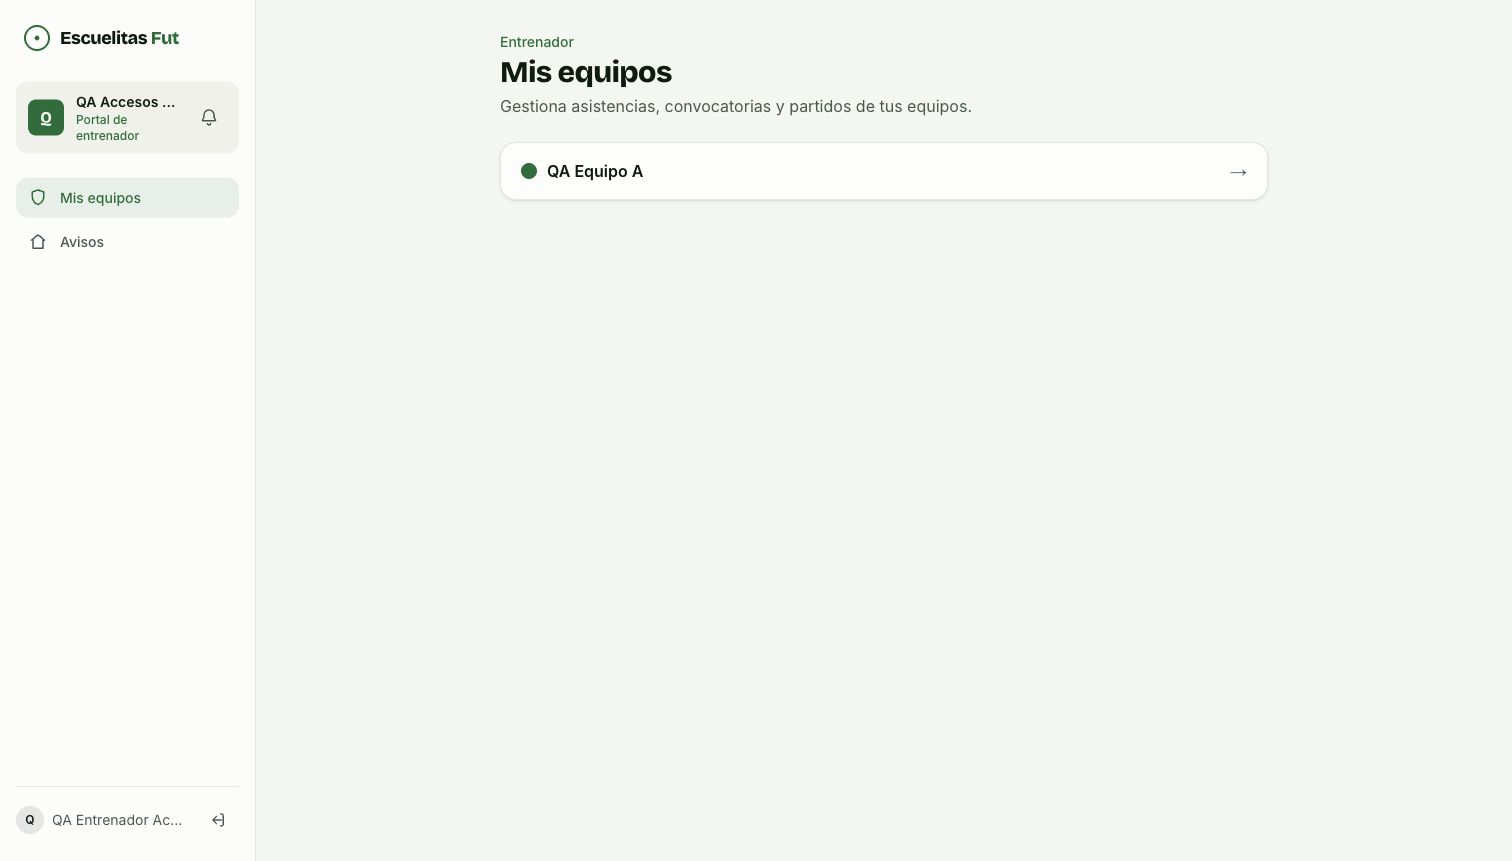 Escuelitas Fut
Q
QA Accesos ...
Portal de
entrenador
Mis equipos
Avisos
Entrenador
Mis equipos
Gestiona asistencias, convocatorias y partidos de tus equipos.
QA Equipo A →
Q QA Entrenador Ac...